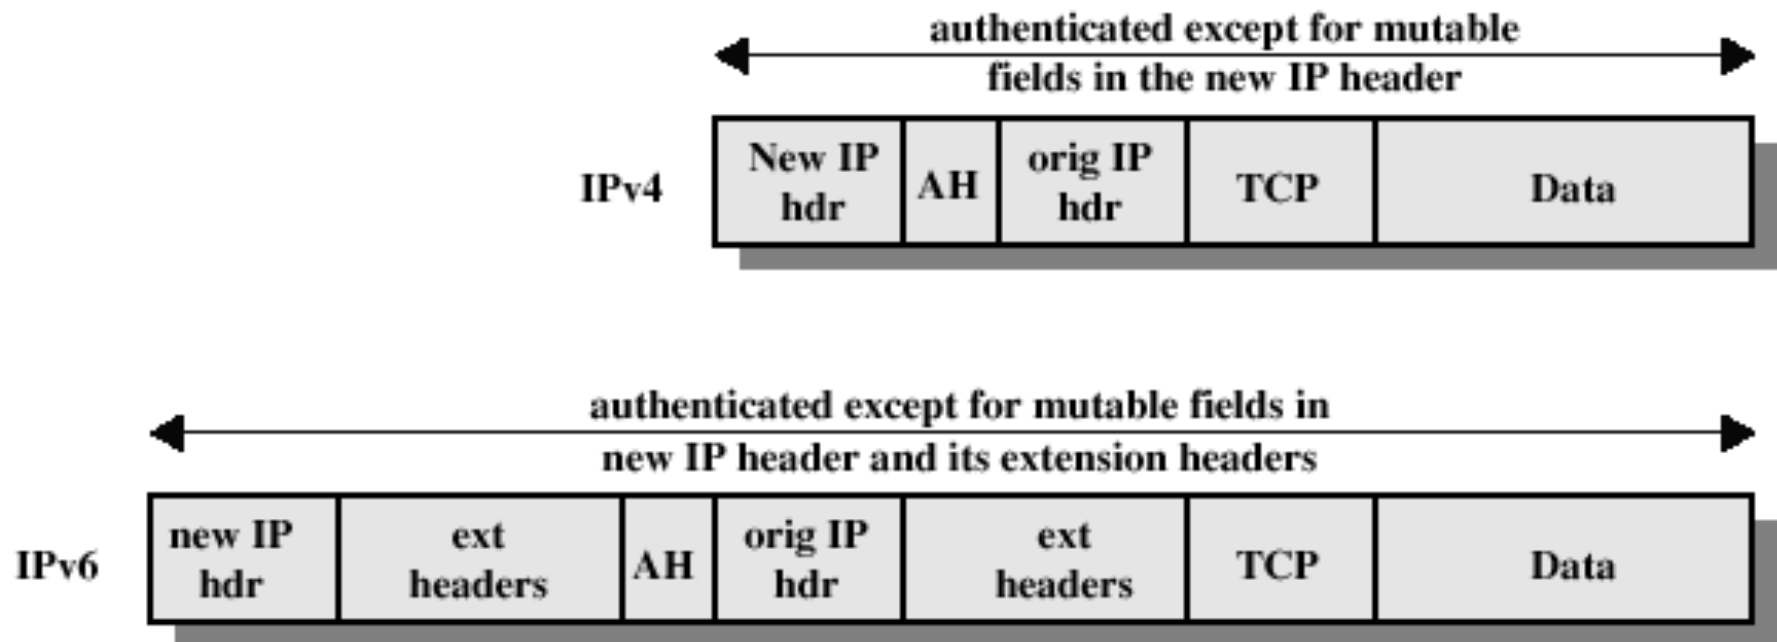 authenticated except for mutable
fields in the new IP header
IPv4
New IP
hdr
AH
orig IP
hdr
TCP
Data
authenticated except for mutable fields in
new IP header and its extension headers
IPv6
new IP
hdr
ext
headers
AH
orig IP
hdr
ext
headers
TCP
Data